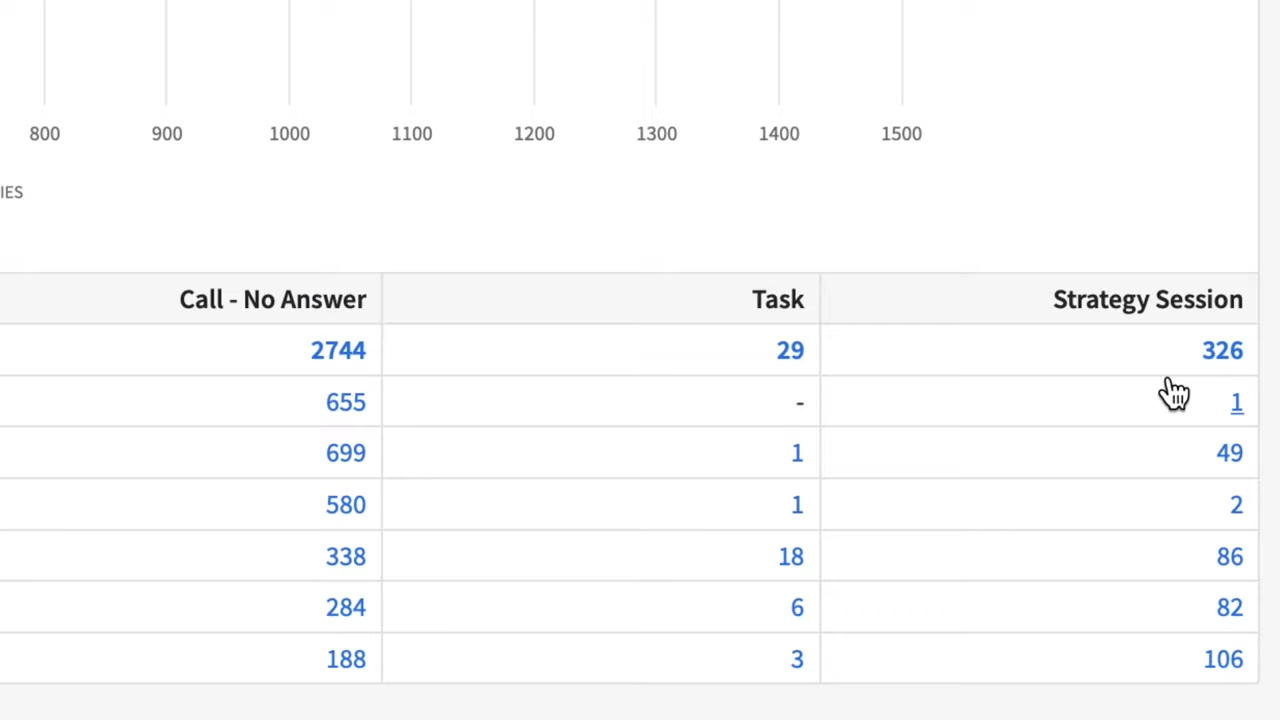 800 900 1000 1100 1200 1300 1400 1500
IES
Call - No Answer Task Strategy Session
2744 29 326
655 - 1
699 1 49
580 1 2
338 18 86
284 6 82
188 3 106